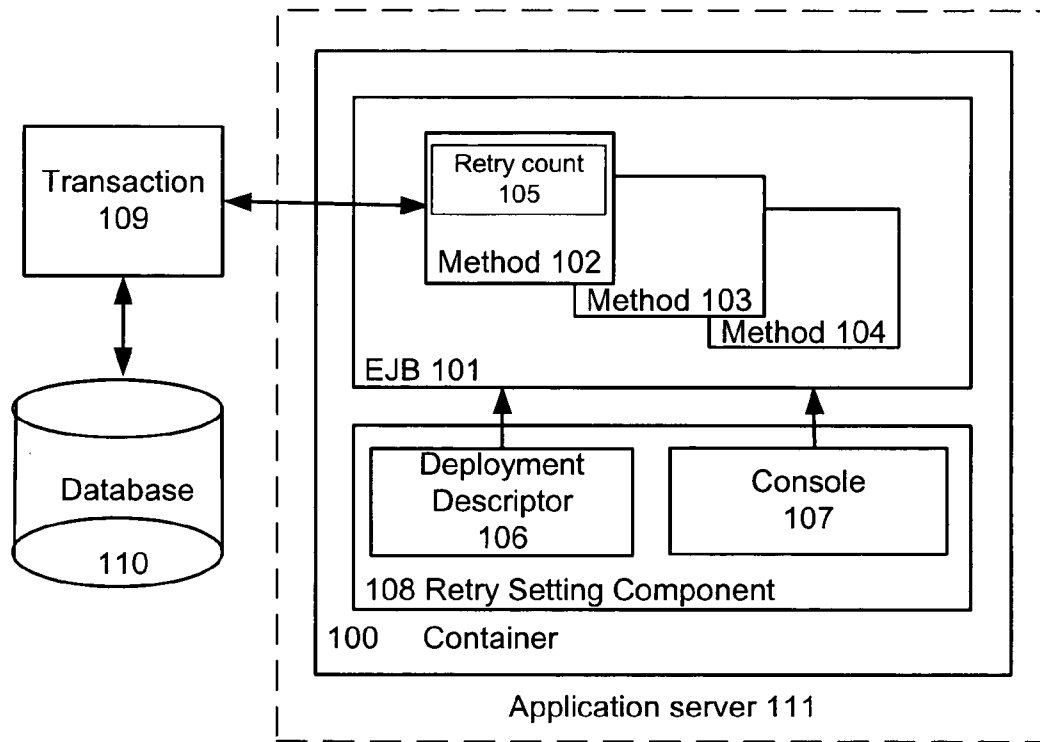 Transaction
109
Database
110
Retry count
105
Method 102
Method 103
Method 104
EJB 101
Deployment
Descriptor
106
Console
107
108 Retry Setting Component
100 Container
Application server 111